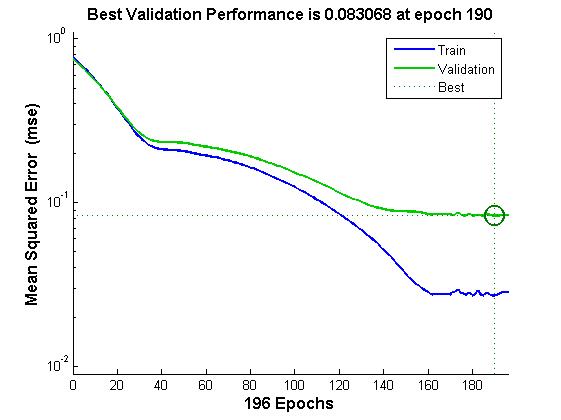 Best Validation Performance is 0.083068 at epoch 190
Train
Validation
Best
Mean Squared Error (mse)
10^0
10^-1
10^-2
0 20 40 60 80 100 120 140 160 180
196 Epochs